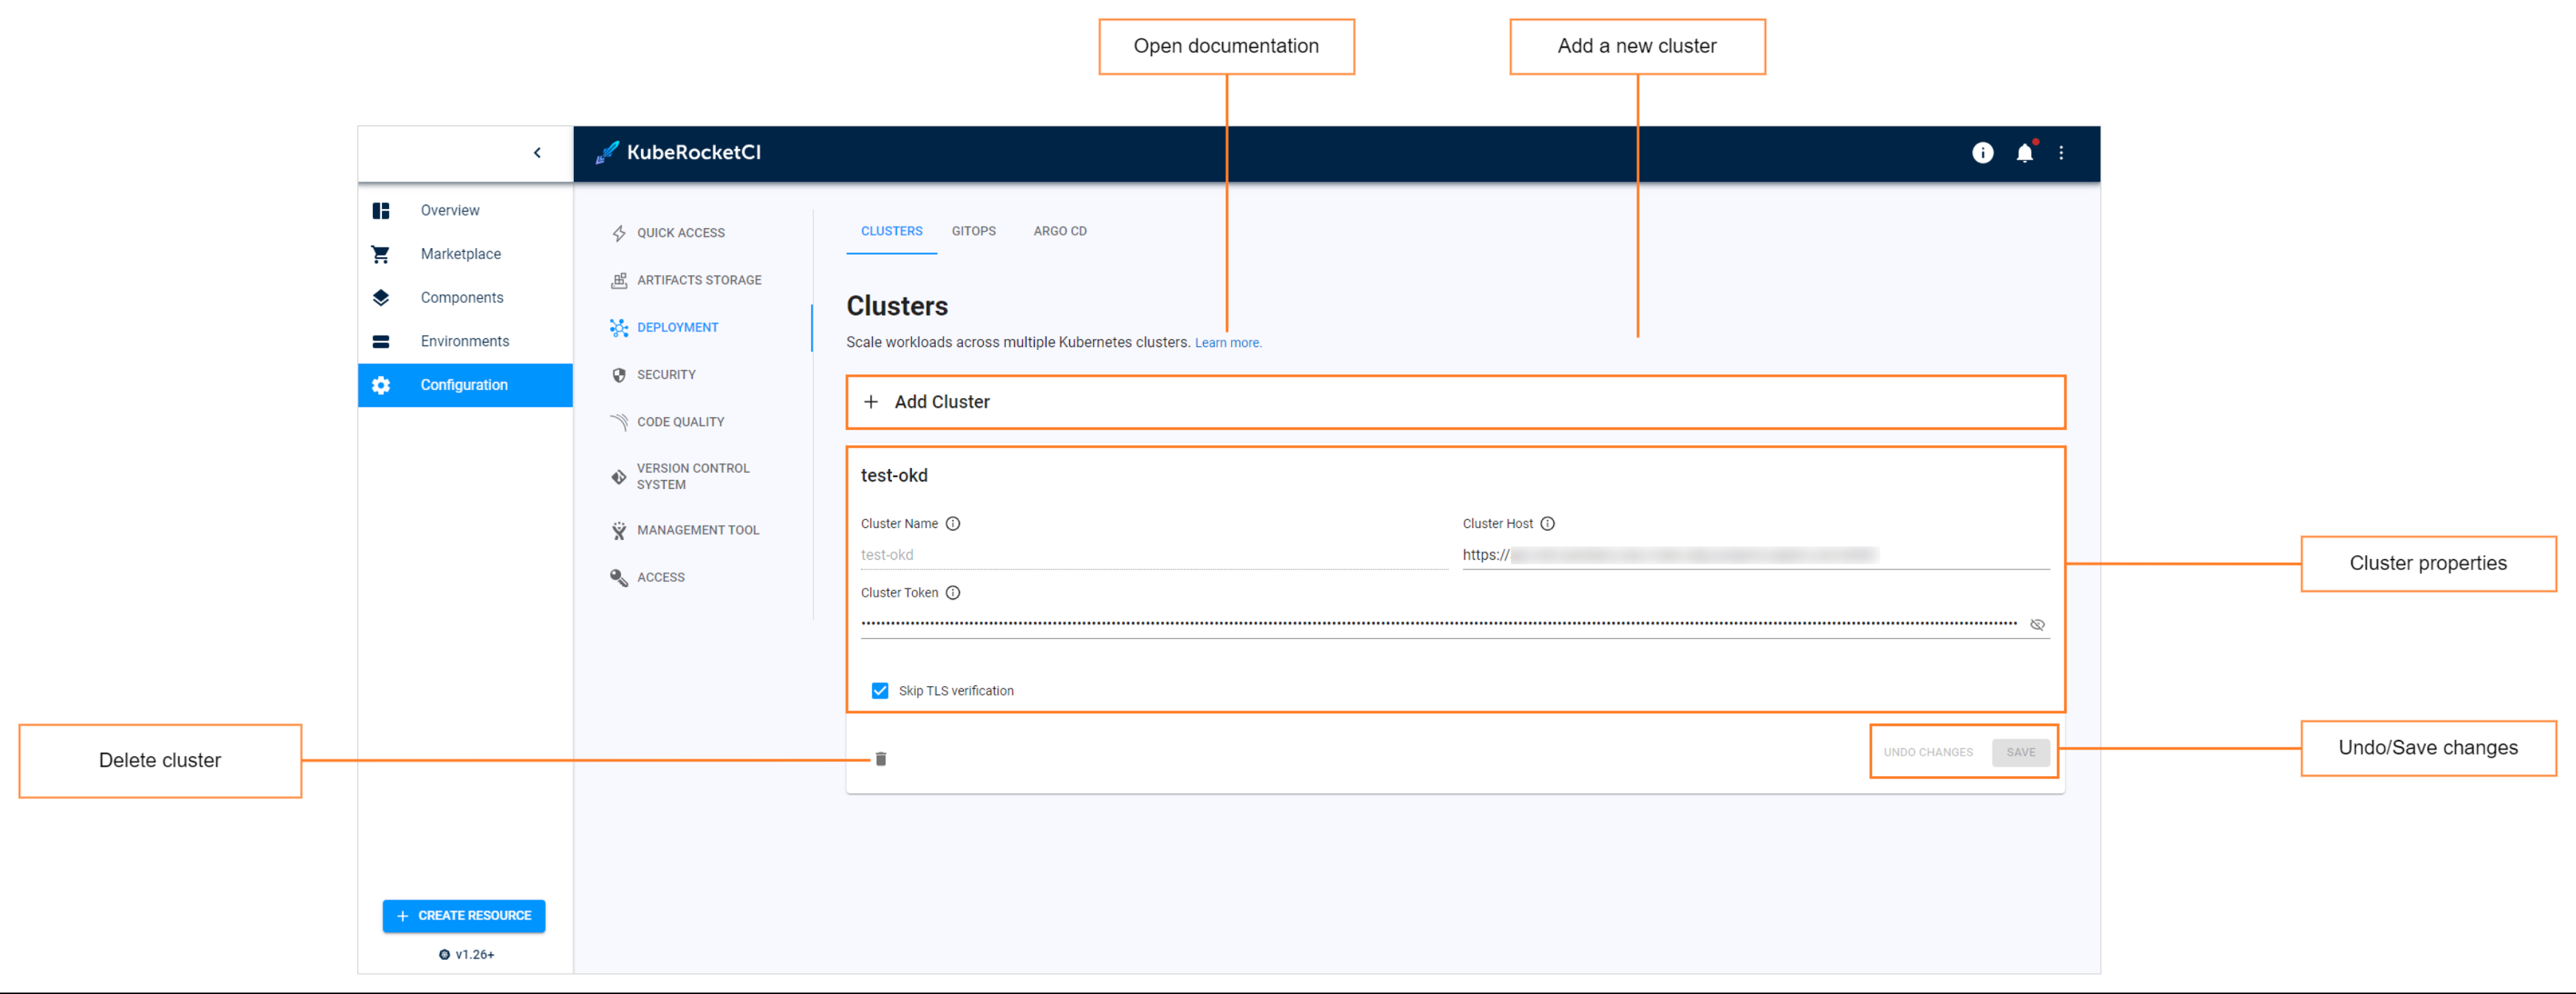 Open documentation
Add a new cluster
KubeRocketCI
Overview
Marketplace
Components
Environments
Configuration
QUICK ACCESS
ARTIFACTS STORAGE
DEPLOYMENT
SECURITY
CODE QUALITY
VERSION CONTROL
SYSTEM
MANAGEMENT TOOL
ACCESS
CLUSTERS GITOPS ARGO CD
Clusters
Scale workloads across multiple Kubernetes clusters. Learn more.
+ Add Cluster
test-okd
Cluster Name
Cluster Host
test-okd
https://
Cluster Token
Skip TLS verification
UNDO CHANGES SAVE
Cluster properties
Undo/Save changes
Delete cluster
+ CREATE RESOURCE
v1.26+